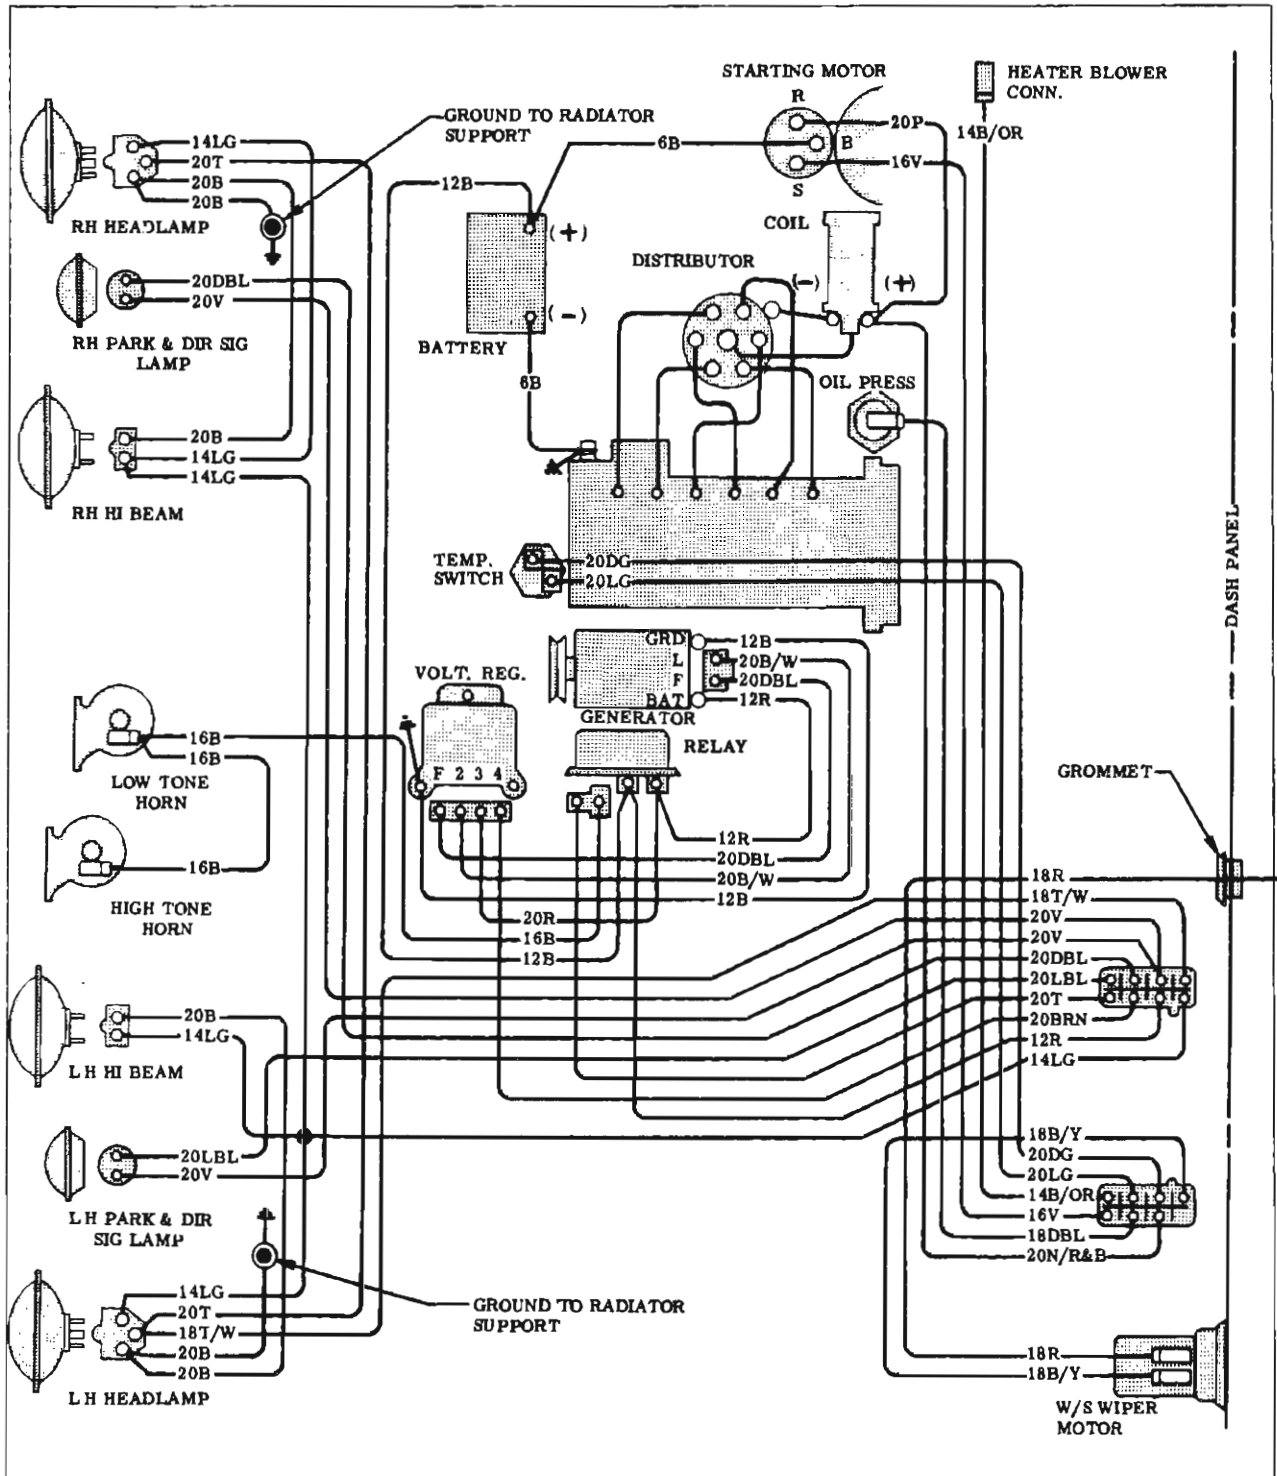 STARTING MOTOR
R
B
S
20P
16V
6B
HEATER BLOWER
CONN.
14B/OR
GROUND TO RADIATOR
SUPPORT
14LG
20T
20B
20B
RH HEADLAMP
12B
(+)
(-)
BATTERY
6B
COIL
(-)
(+)
DISTRIBUTOR
20DBL
20V
RH PARK & DIR SIG
LAMP
OIL PRESS
20B
14LG
14LG
RH HI BEAM
DASH PANEL
TEMP.
SWITCH
20DG
20LG
GRD
L
F
BAT
12B
20B/W
20DBL
12R
GENERATOR
VOLT. REG.
F 2 3 4
RELAY
16B
16B
LOW TONE
HORN
16B
HIGH TONE
HORN
12R
20DBL
20B/W
12B
20R
16B
12B
GROMMET
18R
18T/W
20V
20V
20DBL
20LBL
20T
20BRN
12R
14LG
20B
14LG
LH HI BEAM
18B/Y
20DG
20LG
14B/OR
16V
18DBL
20N/R&B
20LBL
20V
LH PARK & DIR
SIG LAMP
14LG
20T
18T/W
20B
20B
LH HEADLAMP
GROUND TO RADIATOR
SUPPORT
18R
18B/Y
W/S WIPER
MOTOR